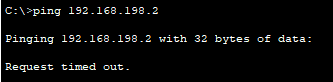 C:\>ping 192.168.198.2
Pinging 192.168.198.2 with 32 bytes of data:
Request timed out.